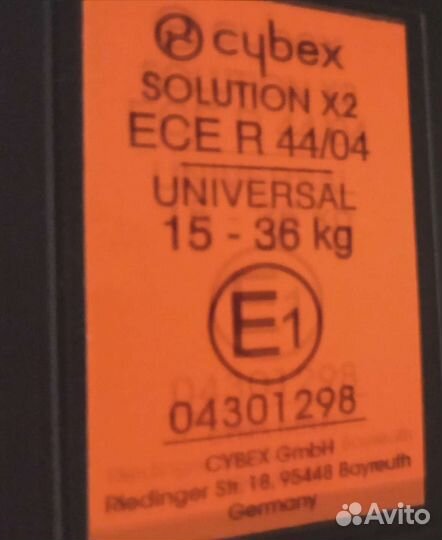 cybex
SOLUTION X2
ECE R 44/04
UNIVERSAL
15 - 36 kg
E1
04301298
CYBEX GmbH
Riedinger Str. 18, 95448 Bayreuth
Germany
Avito